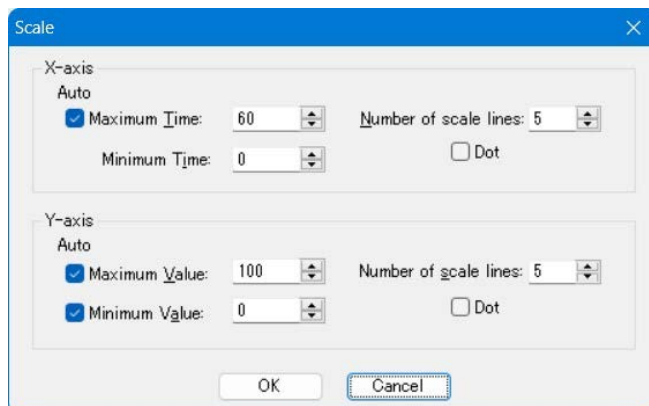 Scale
X-axis
Auto
Maximum Time: 60 Number of scale lines: 5
Minimum Time: 0 Dot
Y-axis
Auto
Maximum Value: 100 Number of scale lines: 5
Minimum Value: 0 Dot
OK Cancel